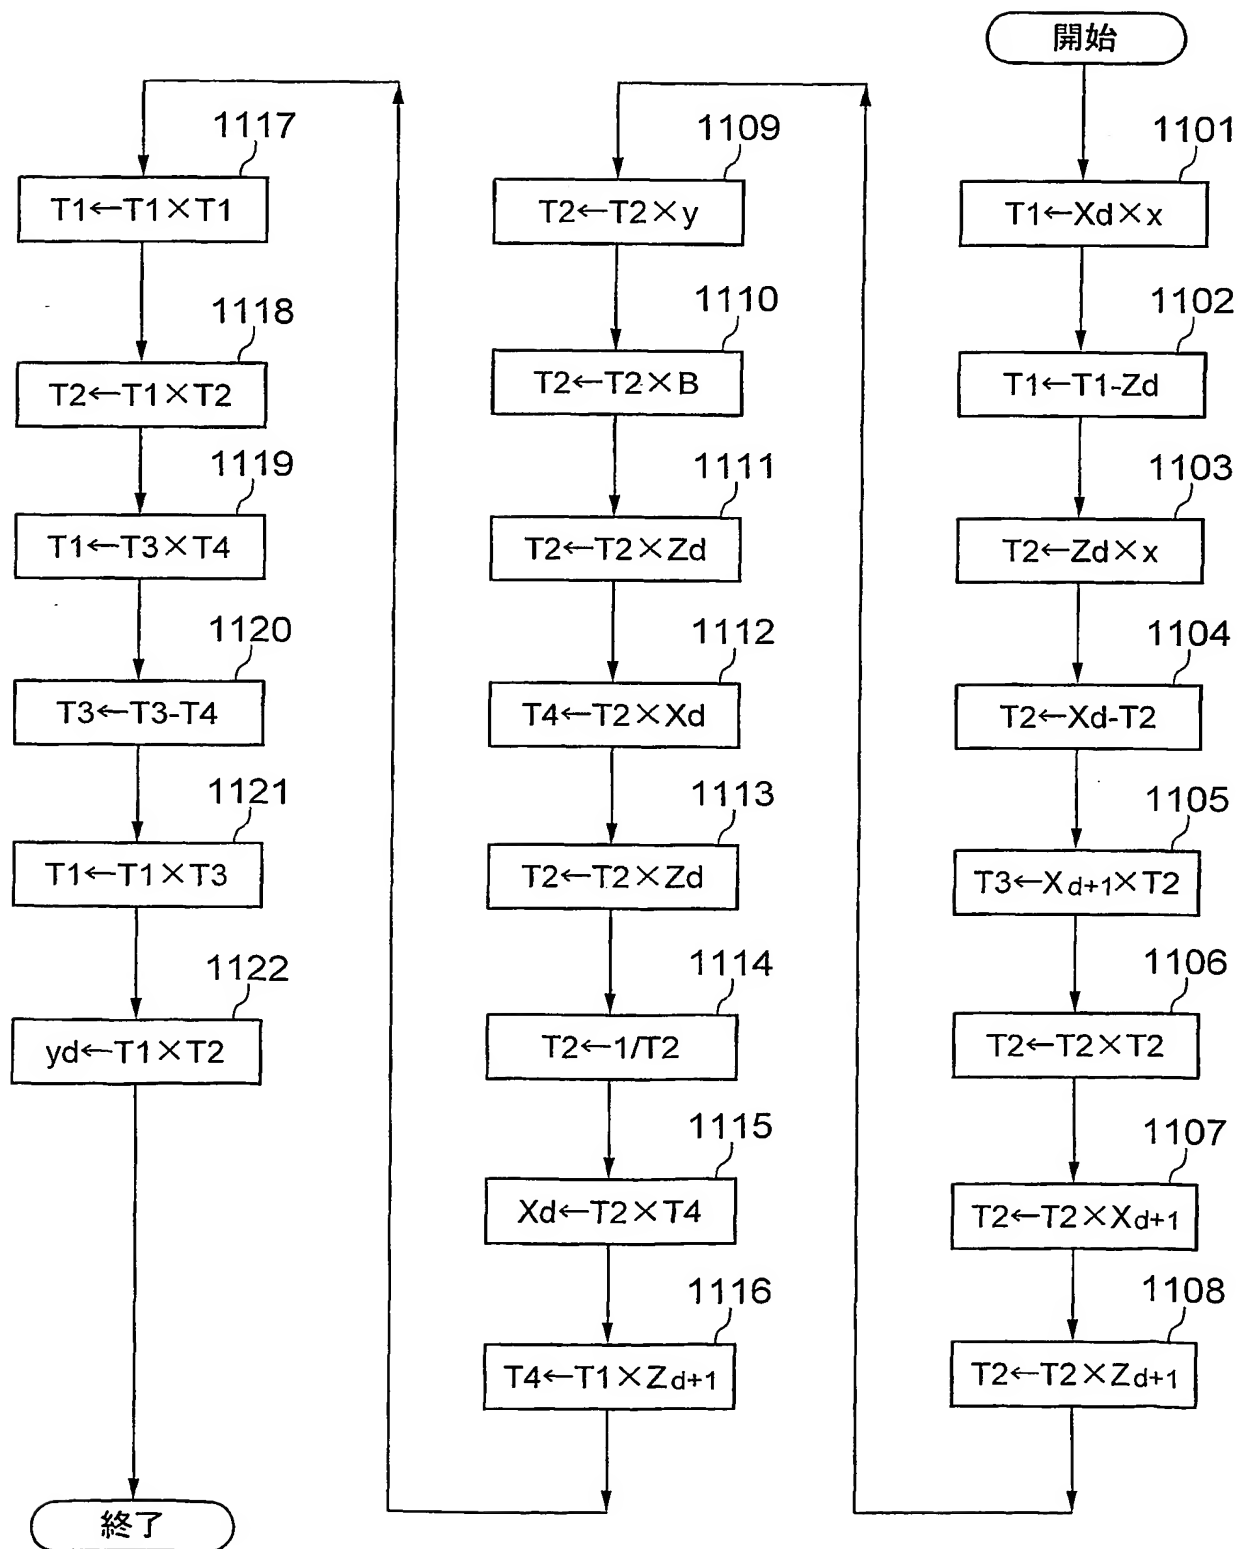 開始
1101
T1←Xd×x
1102
T1←T1-Zd
1103
T2←Zd×x
1104
T2←Xd-T2
1105
T3←Xd+1×T2
1106
T2←T2×T2
1107
T2←T2×Xd+1
1108
T2←T2×Zd+1
1109
T2←T2×y
1110
T2←T2×B
1111
T2←T2×Zd
1112
T4←T2×Xd
1113
T2←T2×Zd
1114
T2←1/T2
1115
Xd←T2×T4
1116
T4←T1×Zd+1
1117
T1←T1×T1
1118
T2←T1×T2
1119
T1←T3×T4
1120
T3←T3-T4
1121
T1←T1×T3
1122
yd←T1×T2
終了